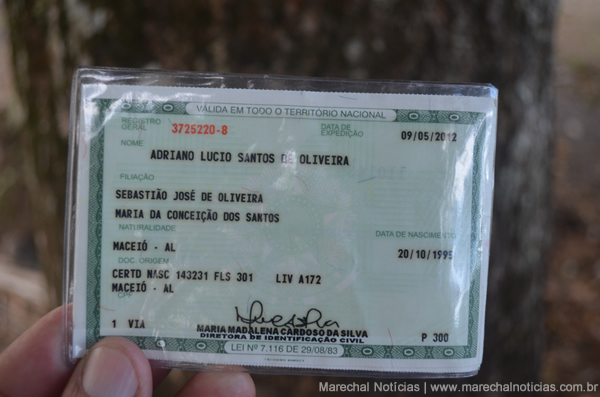 VÁLIDA EM TODO O TERRITÓRIO NACIONAL
REGISTRO GERAL 3725220-8 DATA DE EXPEDIÇÃO 09/05/2012
NOME
ADRIANO LUCIO SANTOS DE OLIVEIRA
FILIAÇÃO
SEBASTIÃO JOSÉ DE OLIVEIRA
MARIA DA CONCEIÇÃO DOS SANTOS
NATURALIDADE DATA DE NASCIMENTO
MACEIÓ - AL 20/10/1995
DOC. ORIGEM
CERTD NASC 143231 FLS 301 LIV A172
MACEIÓ - AL
CPF
1 VIA P 300
MARIA MADALENA CARDOSO DA SILVA
DIRETORA DE IDENTIFICAÇÃO CIVIL
LEI Nº 7.116 DE 29/08/83
Marechal Notícias | www.marechalnoticias.com.br